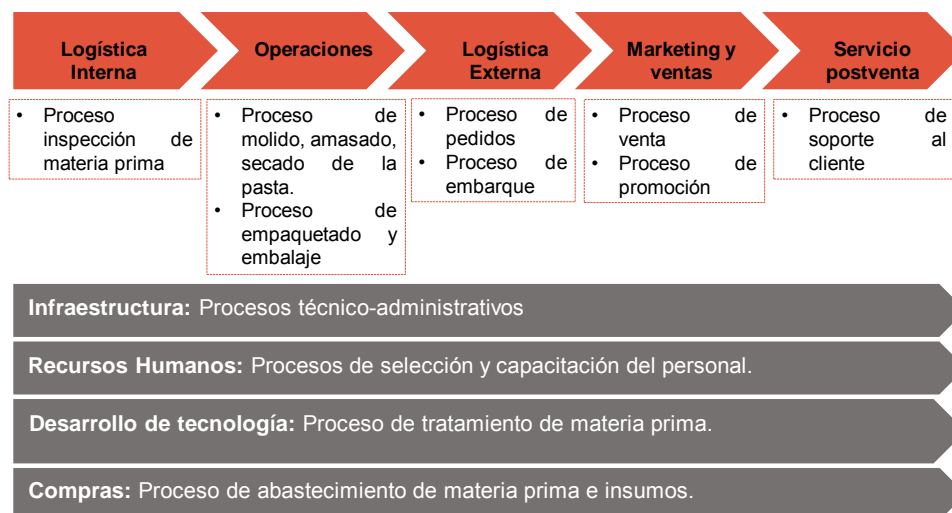 Logística
Interna
Operaciones
Logística
Externa
Marketing y
ventas
Servicio
postventa
• Proceso
inspección de
materia prima
• Proceso de
molido, amasado,
secado de la
pasta.
• Proceso de
empaquetado y
embalaje
• Proceso de
pedidos
• Proceso de
embarque
• Proceso de
venta
• Proceso de
promoción
• Proceso de
soporte al
cliente
Infraestructura: Procesos técnico-administrativos
Recursos Humanos: Procesos de selección y capacitación del personal.
Desarrollo de tecnología: Proceso de tratamiento de materia prima.
Compras: Proceso de abastecimiento de materia prima e insumos.